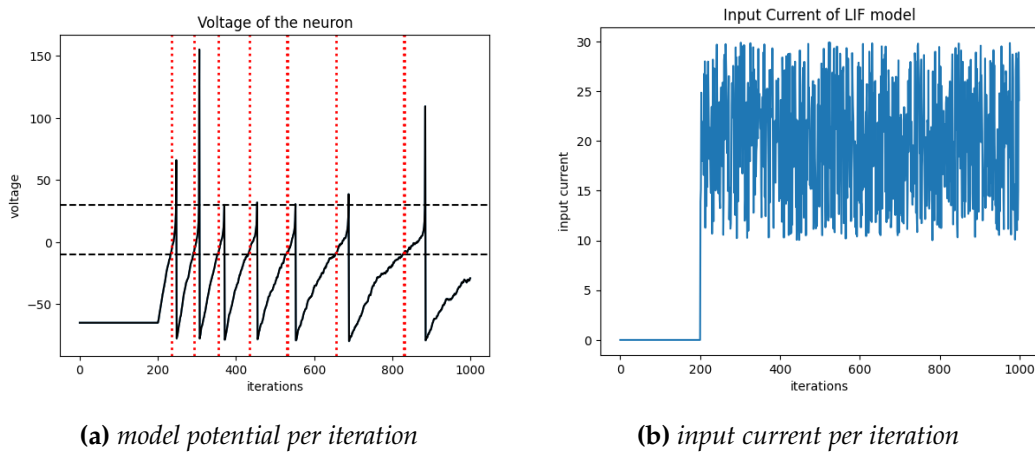 Voltage of the neuron
150
100
50
0
−50
voltage
0 200 400 600 800 1000
iterations
(a) model potential per iteration
Input Current of LIF model
30
25
20
15
10
5
0
input current
0 200 400 600 800 1000
iterations
(b) input current per iteration